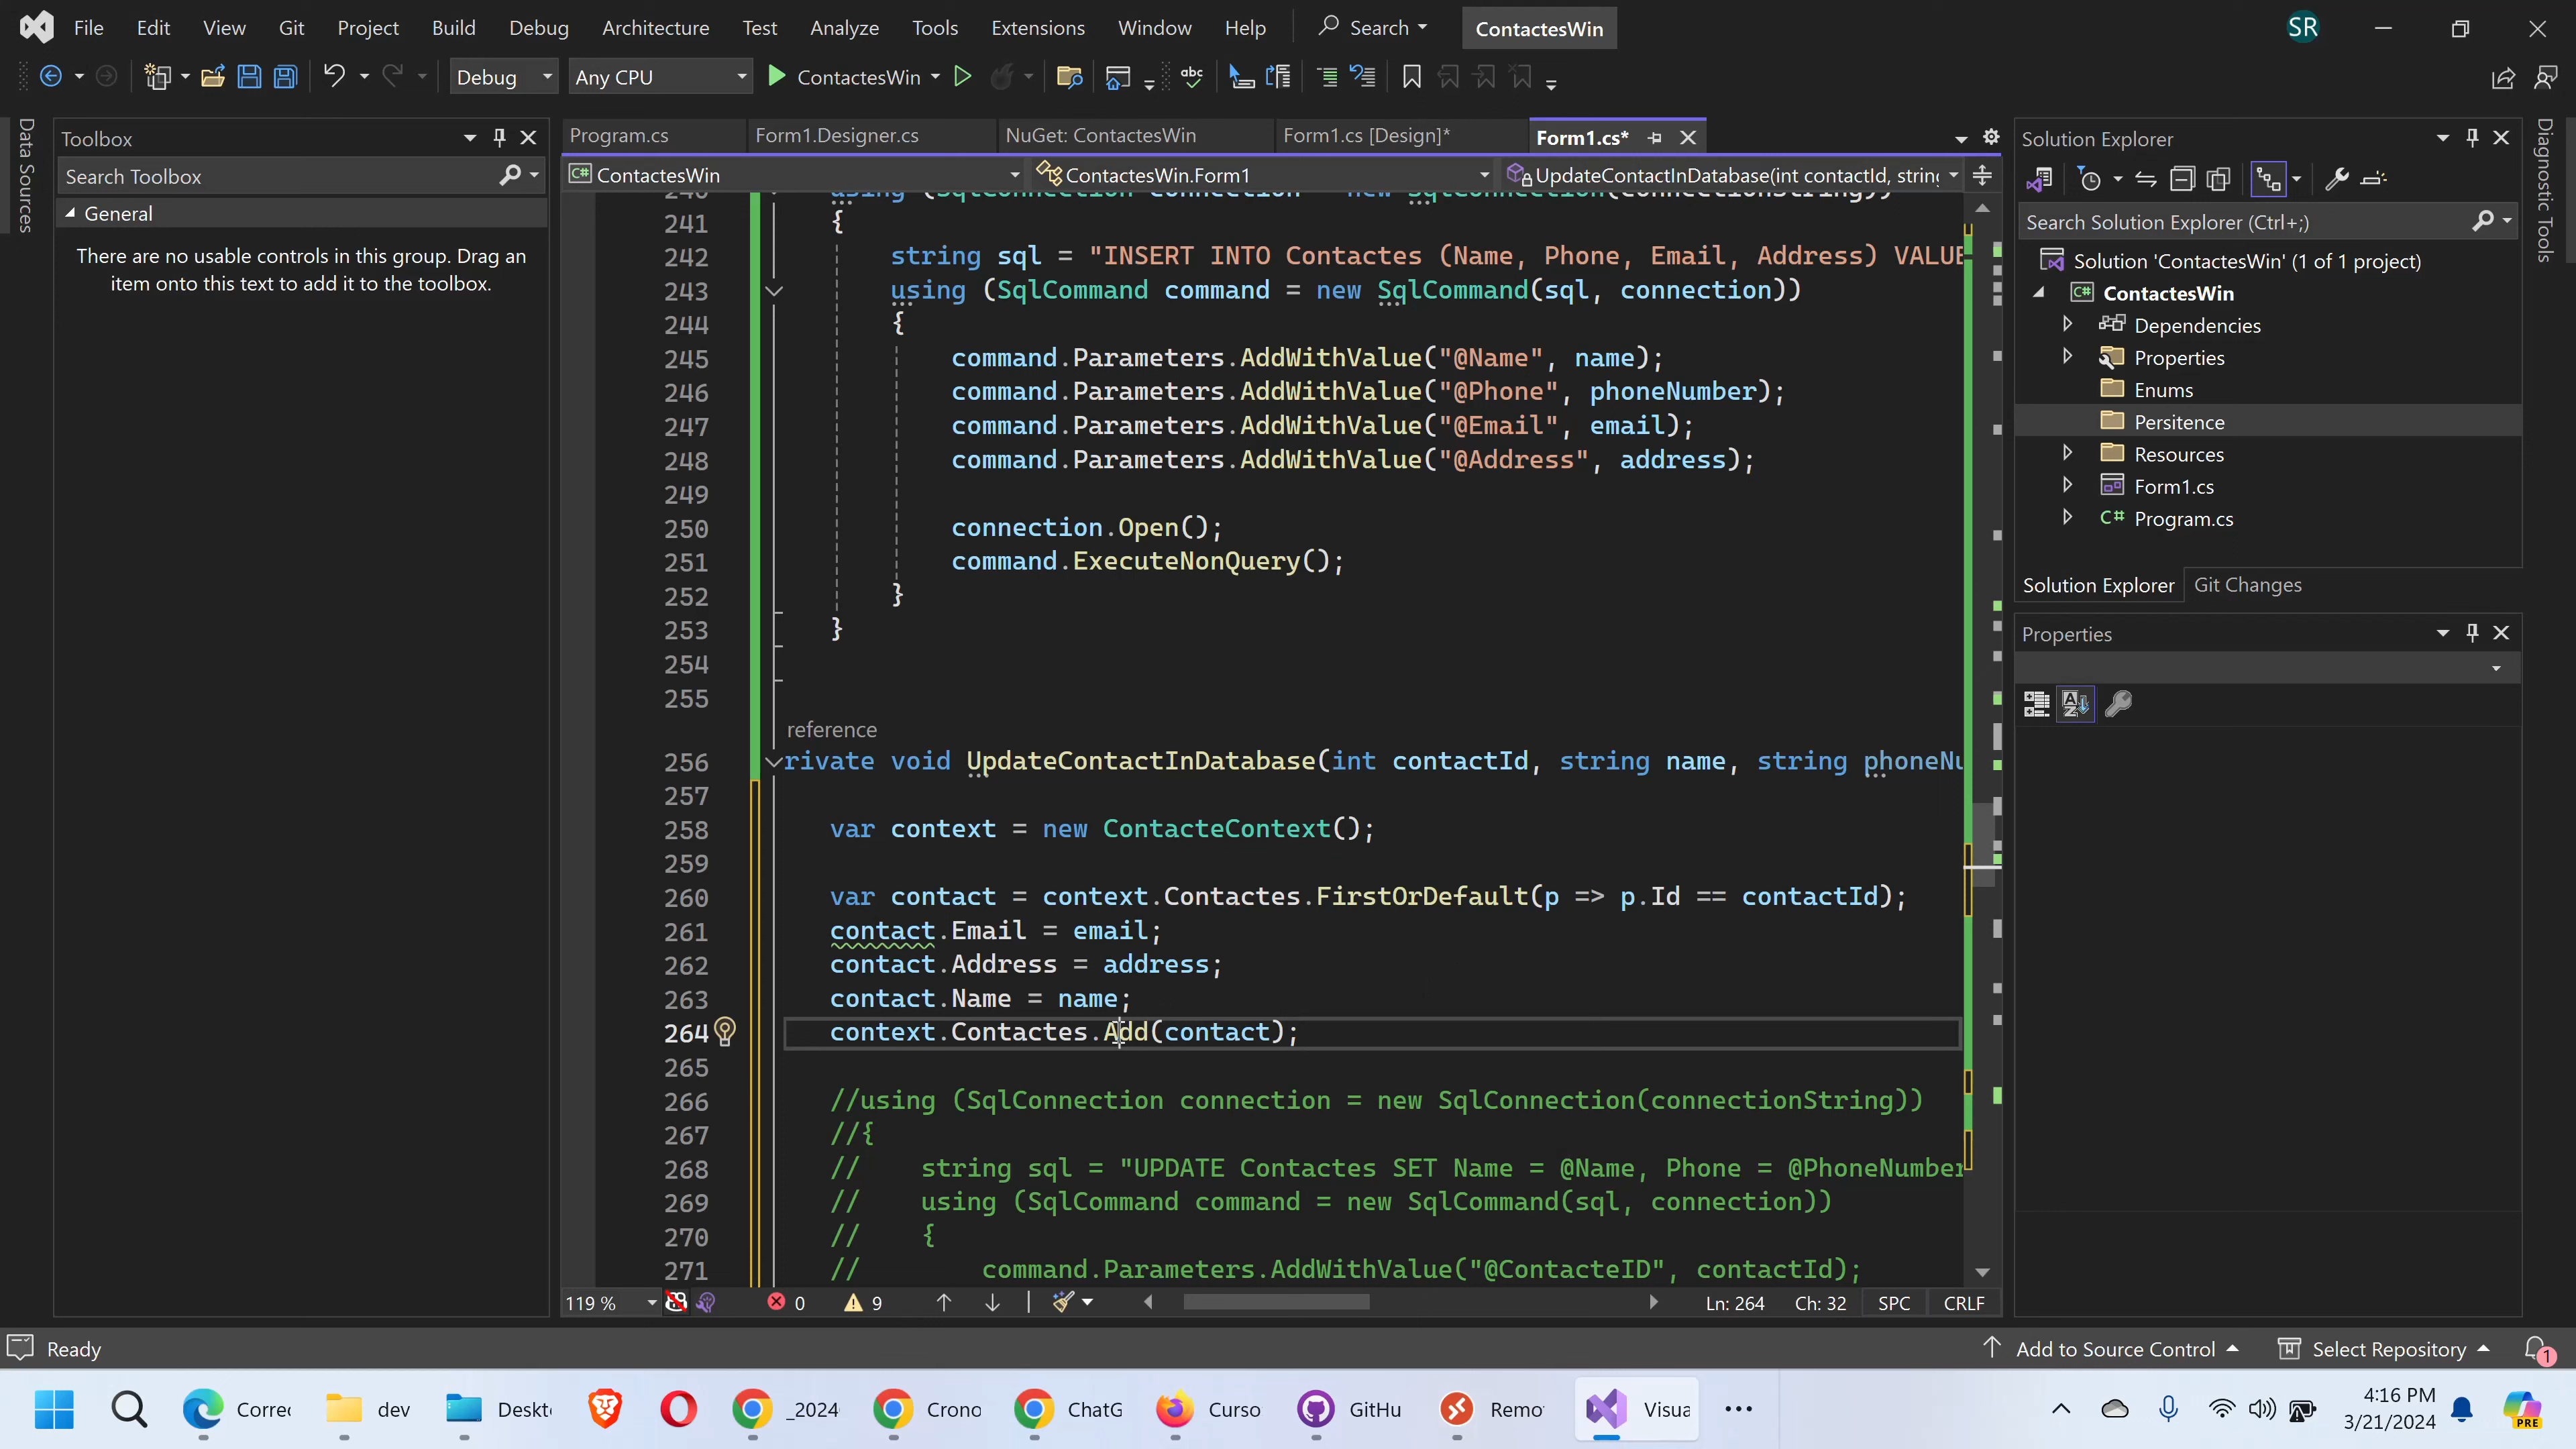 File Edit View Git Project Build Debug Architecture Test Analyze Tools Extensions Window Help Search ContactesWin SR
Debug Any CPU ContactesWin
Data Sources
Toolbox
Search Toolbox
General
There are no usable controls in this group. Drag an
item onto this text to add it to the toolbox.
Program.cs Form1.Designer.cs NuGet: ContactesWin Form1.cs [Design]* Form1.cs*
ContactesWin ContactesWin.Form1 UpdateContactInDatabase(int contactId, string
240 using (SqlConnection connection = new SqlConnection(connectionString))
241 {
242 string sql = "INSERT INTO Contactes (Name, Phone, Email, Address) VALUE
243 using (SqlCommand command = new SqlCommand(sql, connection))
244 {
245 command.Parameters.AddWithValue("@Name", name);
246 command.Parameters.AddWithValue("@Phone", phoneNumber);
247 command.Parameters.AddWithValue("@Email", email);
248 command.Parameters.AddWithValue("@Address", address);
249
250 connection.Open();
251 command.ExecuteNonQuery();
252 }
253 }
254
255
reference
256 rivate void UpdateContactInDatabase(int contactId, string name, string phoneNu
257
258 var context = new ContacteContext();
259
260 var contact = context.Contactes.FirstOrDefault(p => p.Id == contactId);
261 contact.Email = email;
262 contact.Address = address;
263 contact.Name = name;
264 context.Contactes.Add(contact);
265
266 //using (SqlConnection connection = new SqlConnection(connectionString))
267 //{
268 // string sql = "UPDATE Contactes SET Name = @Name, Phone = @PhoneNumber
269 // using (SqlCommand command = new SqlCommand(sql, connection))
270 // {
271 // command.Parameters.AddWithValue("@ContacteID", contactId);
119 % 0 9 Ln: 264 Ch: 32 SPC CRLF
Solution Explorer
Search Solution Explorer (Ctrl+;)
Solution 'ContactesWin' (1 of 1 project)
ContactesWin
Dependencies
Properties
Enums
Persitence
Resources
Form1.cs
C# Program.cs
Solution Explorer Git Changes
Properties
Diagnostic Tools
Ready Add to Source Control Select Repository 1
Correc dev Deskto _2024 Crono ChatG Curso GitHu Remo Visua 4:16 PM
3/21/2024
PRE